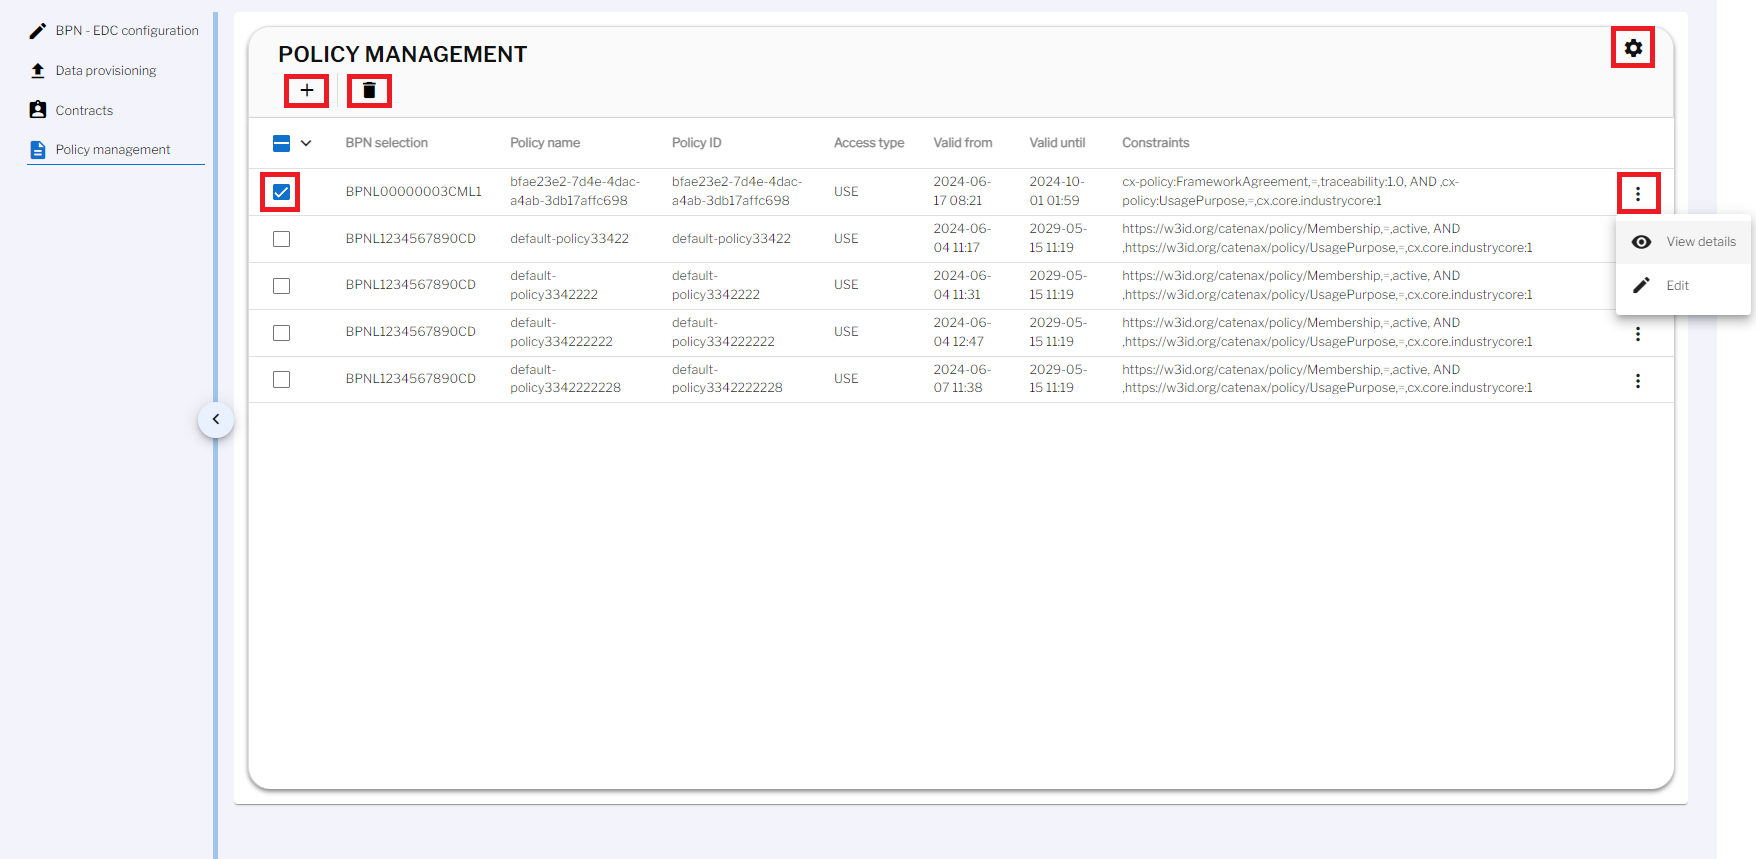 BPN - EDC configuration
Data provisioning
Contracts
Policy management
POLICY MANAGEMENT
BPN selection Policy name Policy ID Access type Valid from Valid until Constraints
BPNL00000003CML1 bfae23e2-7d4e-4dac- bfae23e2-7d4e-4dac- USE 2024-06- 2024-10- cx-policy:FrameworkAgreement,=,traceability:1.0, AND ,cx-
a4ab-3db17affc698 a4ab-3db17affc698 17 08:21 01 01:59 policy:UsagePurpose,=,cx.core.industrycore:1
BPNL1234567890CD default-policy33422 default-policy33422 USE 2024-06- 2029-05- https://w3id.org/catenax/policy/Membership,=,active, AND
04 11:17 15 11:19 ,https://w3id.org/catenax/policy/UsagePurpose,=,cx.core.industrycore:1
View details
BPNL1234567890CD default- default- USE 2024-06- 2029-05- https://w3id.org/catenax/policy/Membership,=,active, AND
policy3342222 policy3342222 04 11:31 15 11:19 ,https://w3id.org/catenax/policy/UsagePurpose,=,cx.core.industrycore:1
Edit
BPNL1234567890CD default- default- USE 2024-06- 2029-05- https://w3id.org/catenax/policy/Membership,=,active, AND
policy334222222 policy334222222 04 12:47 15 11:19 ,https://w3id.org/catenax/policy/UsagePurpose,=,cx.core.industrycore:1
BPNL1234567890CD default- default- USE 2024-06- 2029-05- https://w3id.org/catenax/policy/Membership,=,active, AND
policy3342222228 policy3342222228 07 11:38 15 11:19 ,https://w3id.org/catenax/policy/UsagePurpose,=,cx.core.industrycore:1